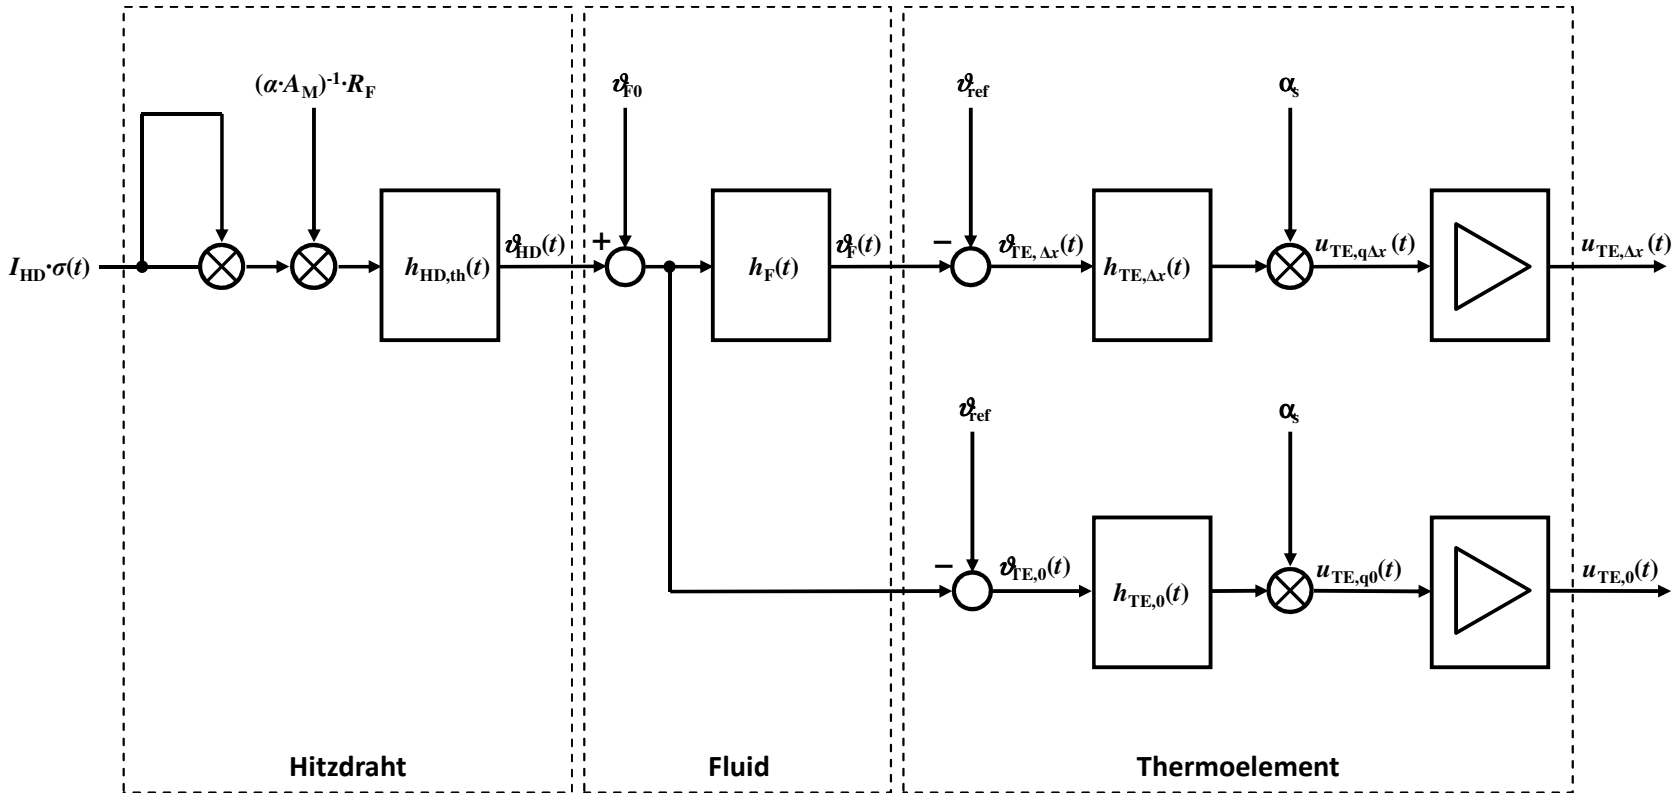 (α·A_M)⁻¹·R_F
ϑ_F0
ϑ_ref
α_s
I_HD·σ(t)
h_HD,th(t)
ϑ_HD(t)
+
h_F(t)
ϑ_F(t)
−
ϑ_TE,Δx(t)
h_TE,Δx(t)
u_TE,qΔx(t)
u_TE,Δx(t)
ϑ_ref
α_s
−
ϑ_TE,0(t)
h_TE,0(t)
u_TE,q0(t)
u_TE,0(t)
Hitzdraht
Fluid
Thermoelement